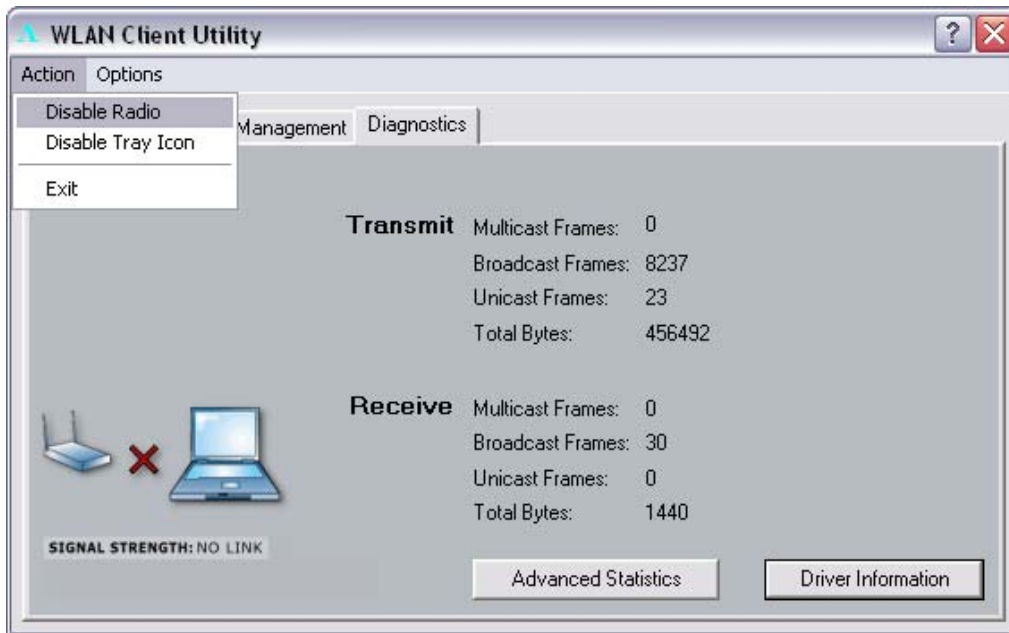 WLAN Client Utility
Action Options
Disable Radio
Disable Tray Icon
Exit
Management Diagnostics
Transmit
Multicast Frames: 0
Broadcast Frames: 8237
Unicast Frames: 23
Total Bytes: 456492
Receive
Multicast Frames: 0
Broadcast Frames: 30
Unicast Frames: 0
Total Bytes: 1440
SIGNAL STRENGTH: NO LINK
Advanced Statistics
Driver Information